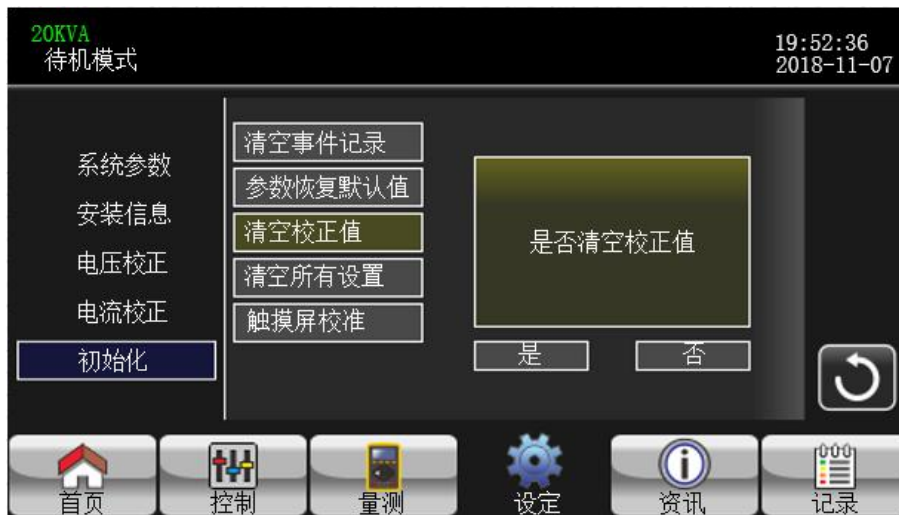 20KVA
待机模式
19:52:36
2018-11-07
系统参数
安装信息
电压校正
电流校正
初始化
清空事件记录
参数恢复默认值
清空校正值
清空所有设置
触摸屏校准
是否清空校正值
是
否
首页
控制
量测
设定
资讯
记录